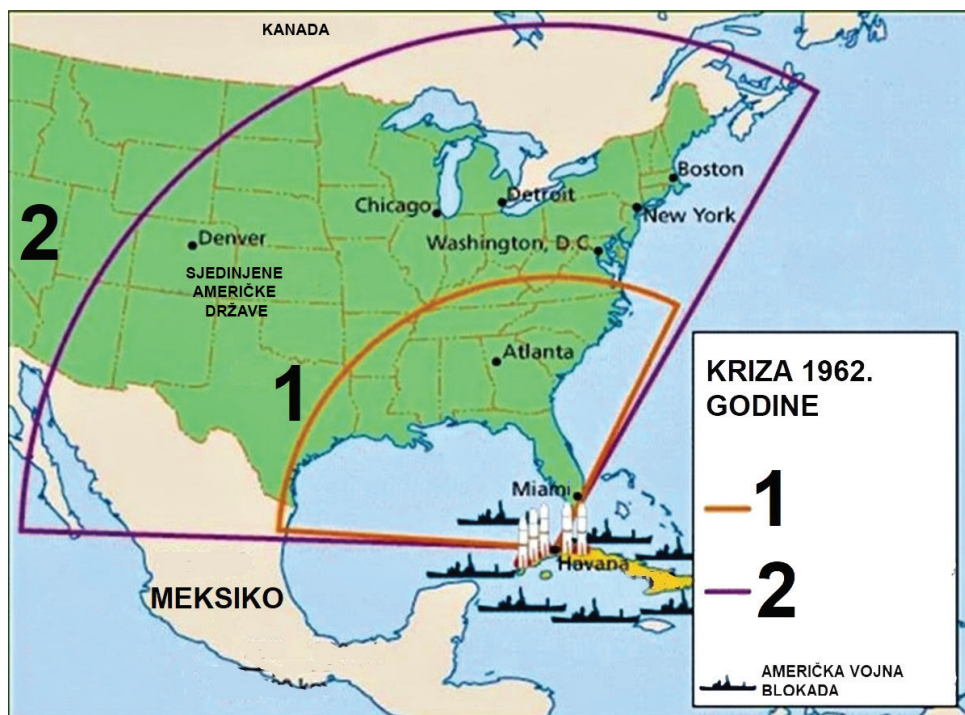 KANADA
Boston
Detroit
Chicago
New York
2
Washington, D.C.
Denver
SJEDINJENE
AMERIČKE
DRŽAVE
1
Atlanta
KRIZA 1962.
GODINE
Miami
1
Havana
2
MEKSIKO
AMERIČKA VOJNA
BLOKADA